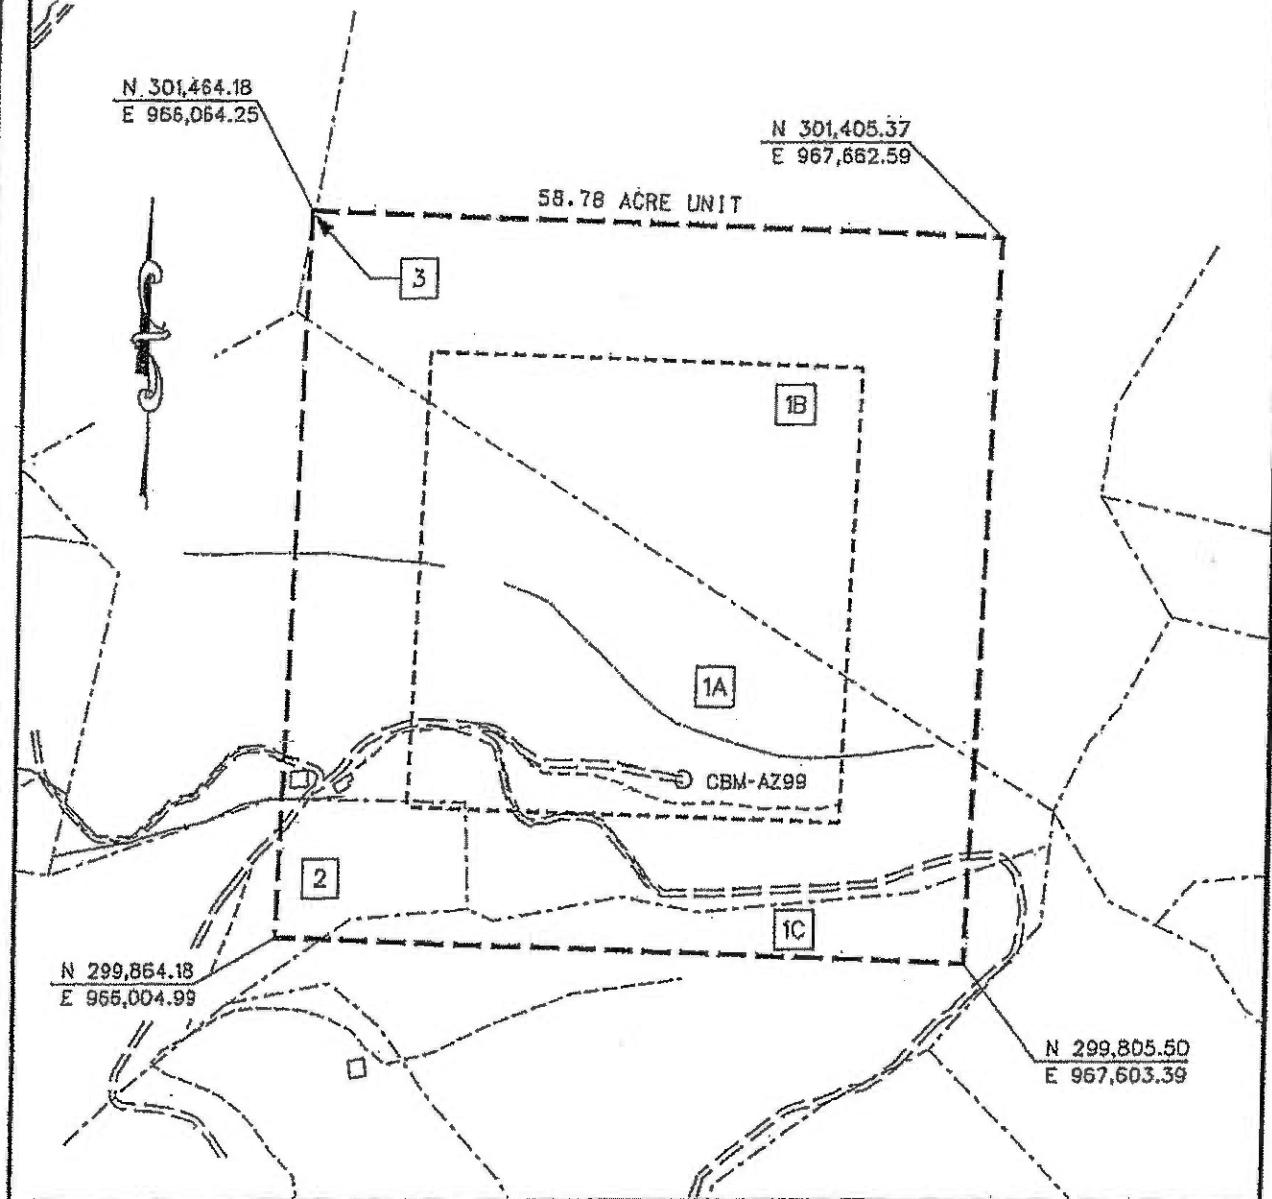 N 301,464.18
E 966,064.25
N 301,405.37
E 967,662.59
58.78 ACRE UNIT
3
1B
1A
CBM-AZ99
2
1C
N 299,864.18
E 966,004.99
N 299,805.50
E 967,603.39